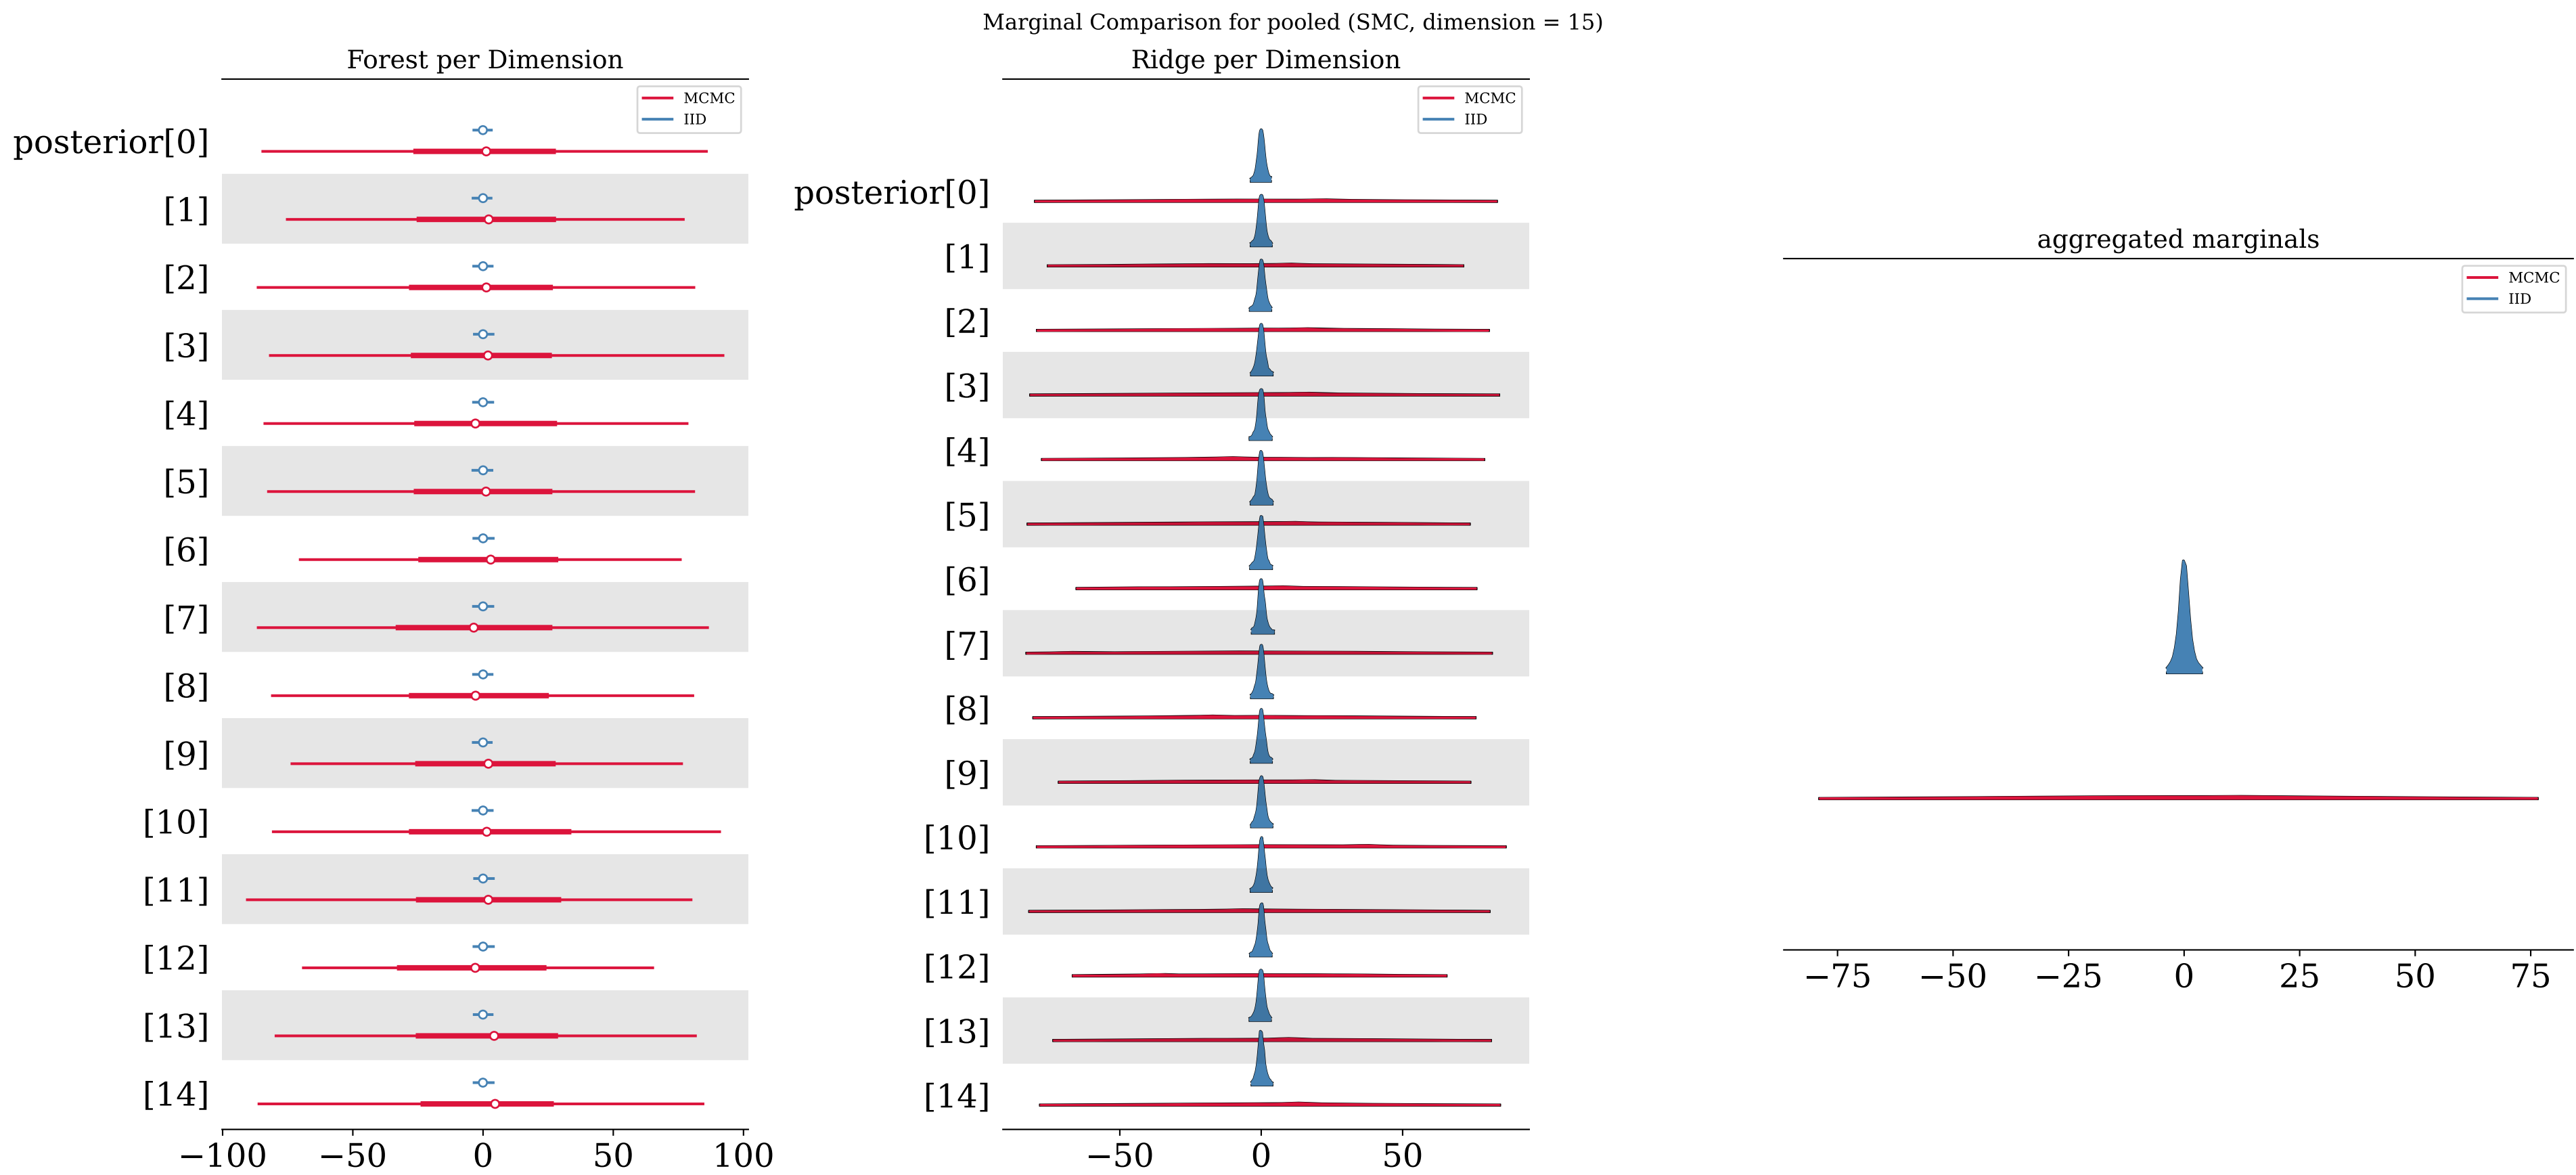 Marginal Comparison for pooled (SMC, dimension = 15)
Forest per Dimension
MCMC
IID
posterior[0]
[1]
[2]
[3]
[4]
[5]
[6]
[7]
[8]
[9]
[10]
[11]
[12]
[13]
[14]
−100 −50 0 50 100
Ridge per Dimension
MCMC
IID
posterior[0]
[1]
[2]
[3]
[4]
[5]
[6]
[7]
[8]
[9]
[10]
[11]
[12]
[13]
[14]
−50 0 50
aggregated marginals
MCMC
IID
−75 −50 −25 0 25 50 75